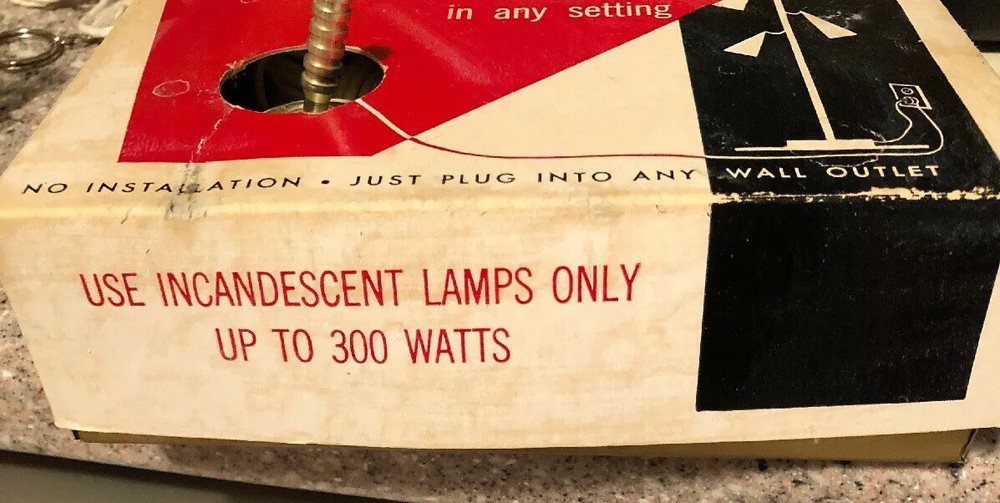 in any setting
NO INSTALLATION • JUST PLUG INTO ANY WALL OUTLET
USE INCANDESCENT LAMPS ONLY
UP TO 300 WATTS